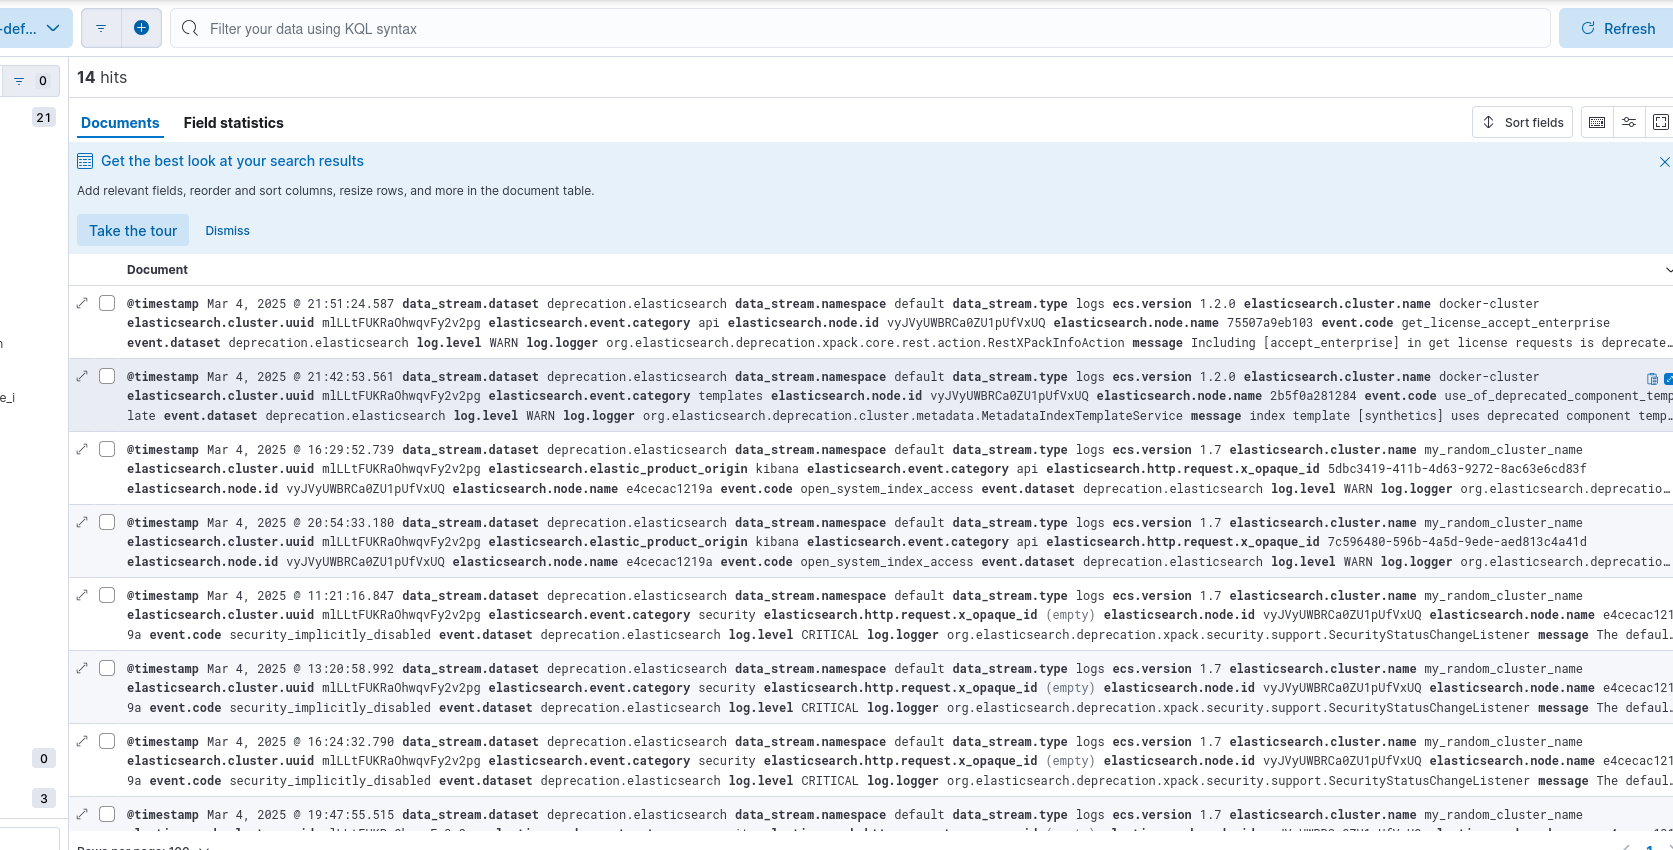 -def...
Filter your data using KQL syntax
Refresh
0
14 hits
21
Documents
Field statistics
Sort fields
Get the best look at your search results
Add relevant fields, reorder and sort columns, resize rows, and more in the document table.
Take the tour
Dismiss
Document
@timestamp Mar 4, 2025 @ 21:51:24.587 data_stream.dataset deprecation.elasticsearch data_stream.namespace default data_stream.type logs ecs.version 1.2.0 elasticsearch.cluster.name docker-cluster
elasticsearch.cluster.uuid mlLLtFUKRaOhwqvFy2v2pg elasticsearch.event.category api elasticsearch.node.id vyJVyUWBRCa0ZU1pUfVxUQ elasticsearch.node.name 75507a9eb103 event.code get_license_accept_enterprise
event.dataset deprecation.elasticsearch log.level WARN log.logger org.elasticsearch.deprecation.xpack.core.rest.action.RestXPackInfoAction message Including [accept_enterprise] in get license requests is deprecate…
@timestamp Mar 4, 2025 @ 21:42:53.561 data_stream.dataset deprecation.elasticsearch data_stream.namespace default data_stream.type logs ecs.version 1.2.0 elasticsearch.cluster.name docker-cluster
elasticsearch.cluster.uuid mlLLtFUKRaOhwqvFy2v2pg elasticsearch.event.category templates elasticsearch.node.id vyJVyUWBRCa0ZU1pUfVxUQ elasticsearch.node.name 2b5f0a281284 event.code use_of_deprecated_component_temp
late event.dataset deprecation.elasticsearch log.level WARN log.logger org.elasticsearch.deprecation.cluster.metadata.MetadataIndexTemplateService message index template [synthetics] uses deprecated component temp…
@timestamp Mar 4, 2025 @ 16:29:52.739 data_stream.dataset deprecation.elasticsearch data_stream.namespace default data_stream.type logs ecs.version 1.7 elasticsearch.cluster.name my_random_cluster_name
elasticsearch.cluster.uuid mlLLtFUKRaOhwqvFy2v2pg elasticsearch.elastic_product_origin kibana elasticsearch.event.category api elasticsearch.http.request.x_opaque_id 5dbc3419-411b-4d63-9272-8ac63e6cd83f
elasticsearch.node.id vyJVyUWBRCa0ZU1pUfVxUQ elasticsearch.node.name e4cecac1219a event.code open_system_index_access event.dataset deprecation.elasticsearch log.level WARN log.logger org.elasticsearch.deprecatio…
@timestamp Mar 4, 2025 @ 20:54:33.180 data_stream.dataset deprecation.elasticsearch data_stream.namespace default data_stream.type logs ecs.version 1.7 elasticsearch.cluster.name my_random_cluster_name
elasticsearch.cluster.uuid mlLLtFUKRaOhwqvFy2v2pg elasticsearch.elastic_product_origin kibana elasticsearch.event.category api elasticsearch.http.request.x_opaque_id 7c596480-596b-4a5d-9ede-aed813c4a41d
elasticsearch.node.id vyJVyUWBRCa0ZU1pUfVxUQ elasticsearch.node.name e4cecac1219a event.code open_system_index_access event.dataset deprecation.elasticsearch log.level WARN log.logger org.elasticsearch.deprecatio…
@timestamp Mar 4, 2025 @ 11:21:16.847 data_stream.dataset deprecation.elasticsearch data_stream.namespace default data_stream.type logs ecs.version 1.7 elasticsearch.cluster.name my_random_cluster_name
elasticsearch.cluster.uuid mlLLtFUKRaOhwqvFy2v2pg elasticsearch.event.category security elasticsearch.http.request.x_opaque_id (empty) elasticsearch.node.id vyJVyUWBRCa0ZU1pUfVxUQ elasticsearch.node.name e4cecac121
9a event.code security_implicitly_disabled event.dataset deprecation.elasticsearch log.level CRITICAL log.logger org.elasticsearch.deprecation.xpack.security.support.SecurityStatusChangeListener message The defaul…
@timestamp Mar 4, 2025 @ 13:20:58.992 data_stream.dataset deprecation.elasticsearch data_stream.namespace default data_stream.type logs ecs.version 1.7 elasticsearch.cluster.name my_random_cluster_name
elasticsearch.cluster.uuid mlLLtFUKRaOhwqvFy2v2pg elasticsearch.event.category security elasticsearch.http.request.x_opaque_id (empty) elasticsearch.node.id vyJVyUWBRCa0ZU1pUfVxUQ elasticsearch.node.name e4cecac121
9a event.code security_implicitly_disabled event.dataset deprecation.elasticsearch log.level CRITICAL log.logger org.elasticsearch.deprecation.xpack.security.support.SecurityStatusChangeListener message The defaul…
@timestamp Mar 4, 2025 @ 16:24:32.790 data_stream.dataset deprecation.elasticsearch data_stream.namespace default data_stream.type logs ecs.version 1.7 elasticsearch.cluster.name my_random_cluster_name
elasticsearch.cluster.uuid mlLLtFUKRaOhwqvFy2v2pg elasticsearch.event.category security elasticsearch.http.request.x_opaque_id (empty) elasticsearch.node.id vyJVyUWBRCa0ZU1pUfVxUQ elasticsearch.node.name e4cecac121
9a event.code security_implicitly_disabled event.dataset deprecation.elasticsearch log.level CRITICAL log.logger org.elasticsearch.deprecation.xpack.security.support.SecurityStatusChangeListener message The defaul…
@timestamp Mar 4, 2025 @ 19:47:55.515 data_stream.dataset deprecation.elasticsearch data_stream.namespace default data_stream.type logs ecs.version 1.7 elasticsearch.cluster.name my_random_cluster_name
e_i
0
3